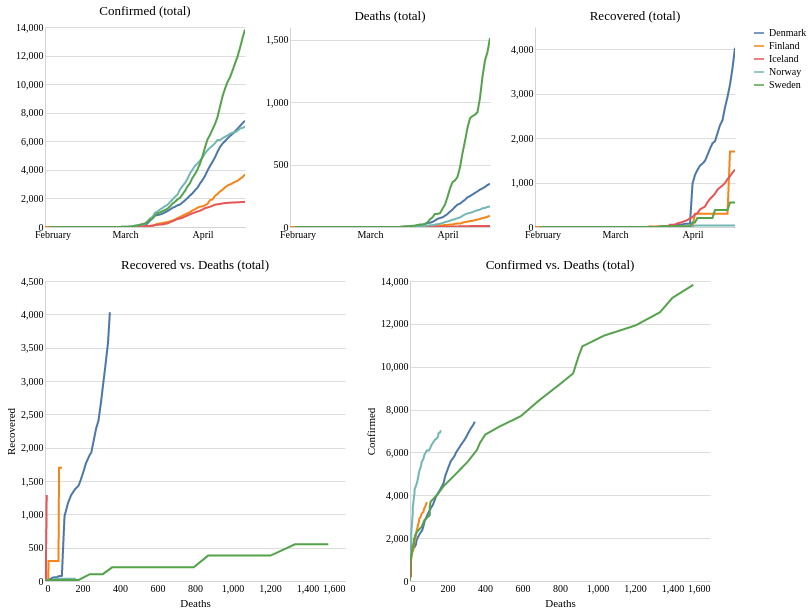 Confirmed (total)
14,000
12,000
10,000
8,000
6,000
4,000
2,000
0
February
March
April
Deaths (total)
1,500
1,000
500
0
February
March
April
Recovered (total)
4,000
3,000
2,000
1,000
0
February
March
April
Denmark
Finland
Iceland
Norway
Sweden
Recovered vs. Deaths (total)
Recovered
4,500
4,000
3,500
3,000
2,500
2,000
1,500
1,000
500
0
0 200 400 600 800 1,000 1,200 1,400 1,600
Deaths
Confirmed vs. Deaths (total)
Confirmed
14,000
12,000
10,000
8,000
6,000
4,000
2,000
0
0 200 400 600 800 1,000 1,200 1,400 1,600
Deaths